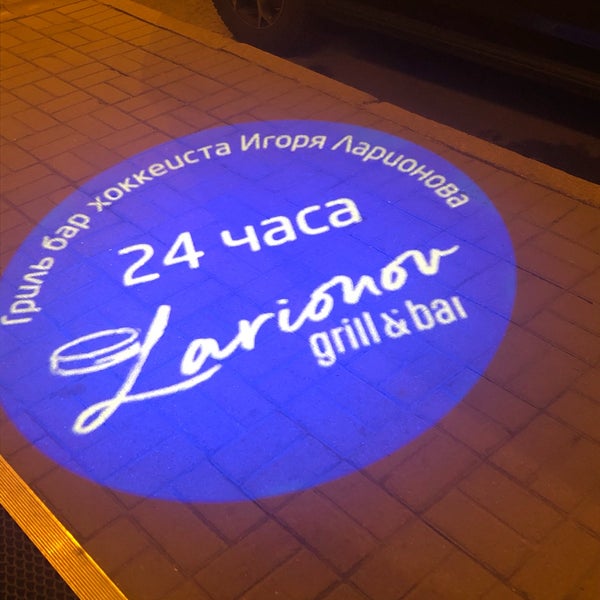 Гриль бар хоккеиста Игоря Ларионова
24 часа
Larionov
grill & bar